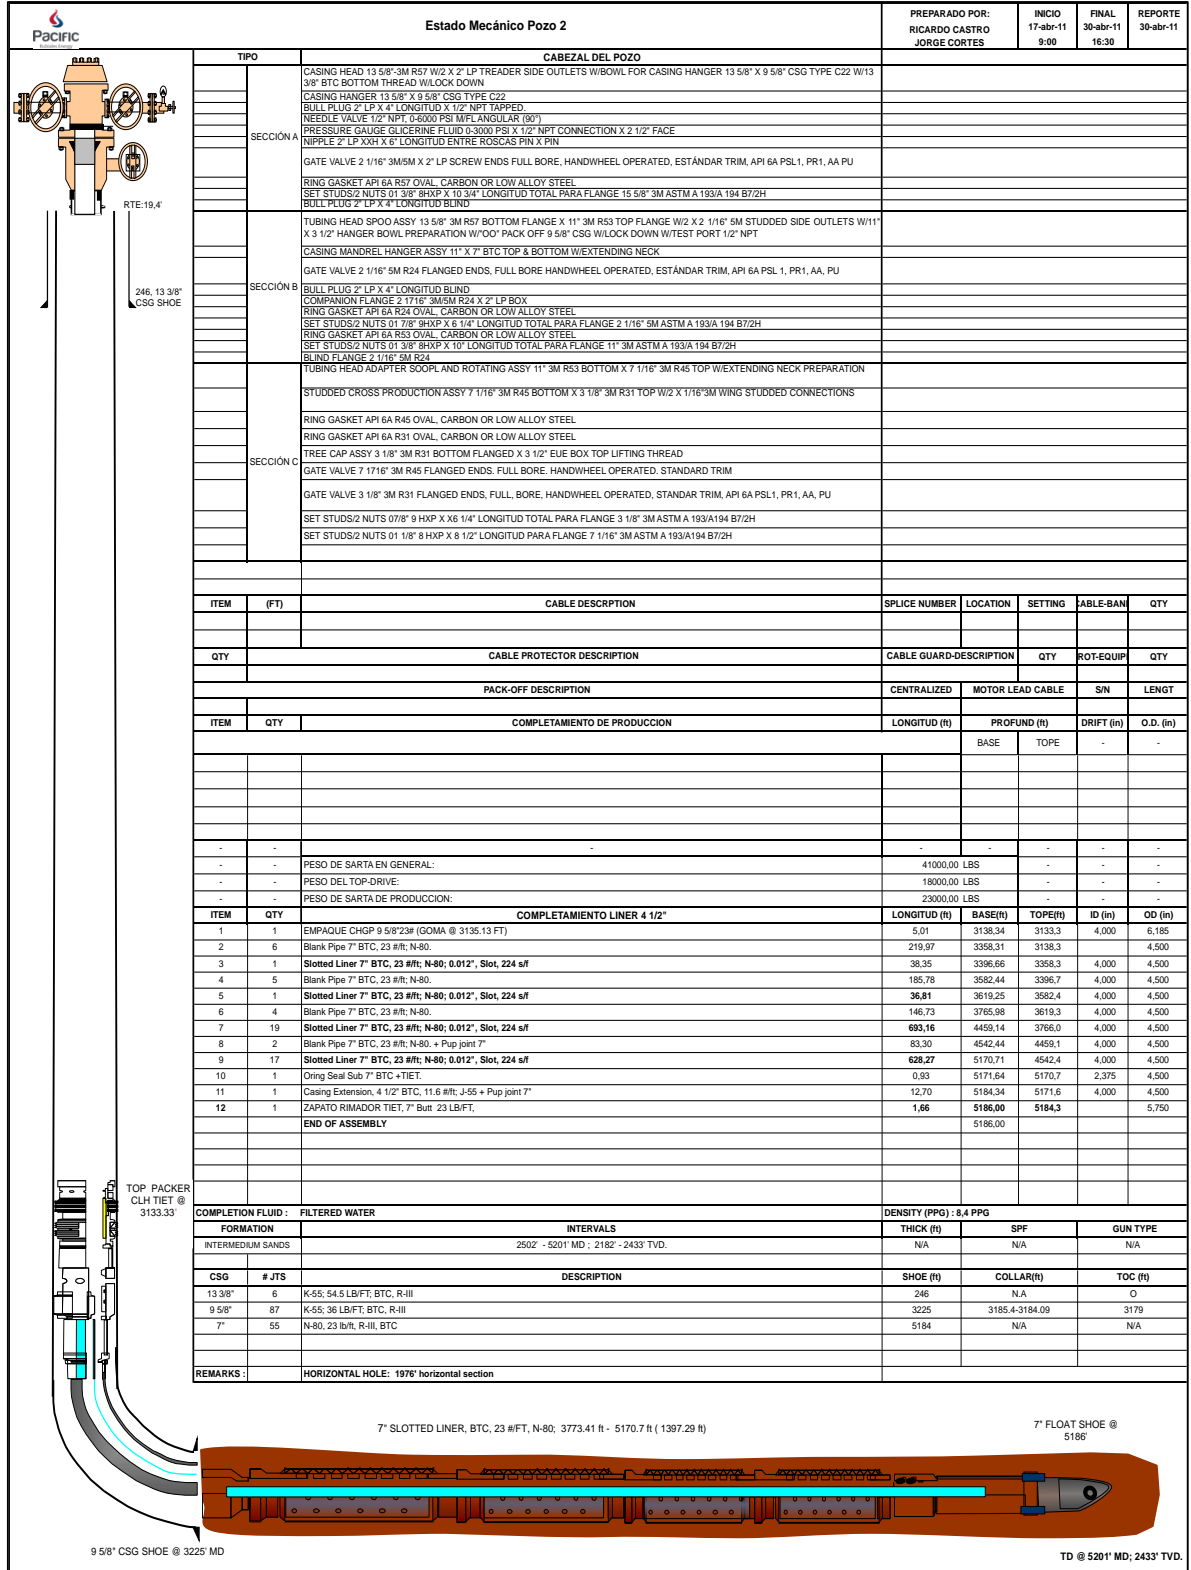 Pacific
Rubiales Energy
Estado Mecánico Pozo 2
PREPARADO POR:
RICARDO CASTRO
JORGE CORTES
INICIO
17-abr-11
9:00
FINAL
30-abr-11
16:30
REPORTE
30-abr-11
TIPO CABEZAL DEL POZO
SECCIÓN A
CASING HEAD 13 5/8"-3M R57 W/2 X 2" LP TREADER SIDE OUTLETS W/BOWL FOR CASING HANGER 13 5/8" X 9 5/8" CSG TYPE C22 W/13
3/8" BTC BOTTOM THREAD W/LOCK DOWN
CASING HANGER 13 5/8" X 9 5/8" CSG TYPE C22
BULL PLUG 2" LP X 4" LONGITUD X 1/2" NPT TAPPED.
NEEDLE VALVE 1/2" NPT, 0-6000 PSI M/FL ANGULAR (90°)
PRESSURE GAUGE GLICERINE FLUID 0-3000 PSI X 1/2" NPT CONNECTION X 2 1/2" FACE
NIPPLE 2" LP XXH X 6" LONGITUD ENTRE ROSCAS PIN X PIN
GATE VALVE 2 1/16" 3M/5M X 2" LP SCREW ENDS FULL BORE, HANDWHEEL OPERATED, ESTÁNDAR TRIM, API 6A PSL1, PR1, AA PU
RING GASKET API 6A R57 OVAL, CARBON OR LOW ALLOY STEEL
SET STUDS/2 NUTS 01 3/8" 8HXP X 10 3/4" LONGITUD TOTAL PARA FLANGE 15 5/8" 3M ASTM A 193/A 194 B7/2H
BULL PLUG 2" LP X 4" LONGITUD BLIND
RTE:19,4'
SECCIÓN B
TUBING HEAD SPOO ASSY 13 5/8" 3M R57 BOTTOM FLANGE X 11" 3M R53 TOP FLANGE W/2 X 2 1/16" 5M STUDDED SIDE OUTLETS W/11"
X 3 1/2" HANGER BOWL PREPARATION W/"OO" PACK OFF 9 5/8" CSG W/LOCK DOWN W/TEST PORT 1/2" NPT
CASING MANDREL HANGER ASSY 11" X 7" BTC TOP & BOTTOM W/EXTENDING NECK
GATE VALVE 2 1/16" 5M R24 FLANGED ENDS, FULL BORE HANDWHEEL OPERATED, ESTÁNDAR TRIM, API 6A PSL 1, PR1, AA, PU
BULL PLUG 2" LP X 4" LONGITUD BLIND
COMPANION FLANGE 2 1716" 3M/5M R24 X 2" LP BOX
RING GASKET API 6A R24 OVAL, CARBON OR LOW ALLOY STEEL
SET STUDS/2 NUTS 01 7/8" 9HXP X 6 1/4" LONGITUD TOTAL PARA FLANGE 2 1/16" 5M ASTM A 193/A 194 B7/2H
RING GASKET API 6A R53 OVAL, CARBON OR LOW ALLOY STEEL
SET STUDS/2 NUTS 01 3/8" 8HXP X 10" LONGITUD TOTAL PARA FLANGE 11" 3M ASTM A 193/A 194 B7/2H
BLIND FLANGE 2 1/16" 5M R24
246, 13 3/8"
CSG SHOE
SECCIÓN C
TUBING HEAD ADAPTER SOOPL AND ROTATING ASSY 11" 3M R53 BOTTOM X 7 1/16" 3M R45 TOP W/EXTENDING NECK PREPARATION
STUDDED CROSS PRODUCTION ASSY 7 1/16" 3M R45 BOTTOM X 3 1/8" 3M R31 TOP W/2 X 1/16"3M WING STUDDED CONNECTIONS
RING GASKET API 6A R45 OVAL, CARBON OR LOW ALLOY STEEL
RING GASKET API 6A R31 OVAL, CARBON OR LOW ALLOY STEEL
TREE CAP ASSY 3 1/8" 3M R31 BOTTOM FLANGED X 3 1/2" EUE BOX TOP LIFTING THREAD
GATE VALVE 7 1716" 3M R45 FLANGED ENDS. FULL BORE. HANDWHEEL OPERATED. STANDARD TRIM
GATE VALVE 3 1/8" 3M R31 FLANGED ENDS, FULL, BORE, HANDWHEEL OPERATED, STANDAR TRIM, API 6A PSL1, PR1, AA, PU
SET STUDS/2 NUTS 07/8" 9 HXP X X6 1/4" LONGITUD TOTAL PARA FLANGE 3 1/8" 3M ASTM A 193/A194 B7/2H
SET STUDS/2 NUTS 01 1/8" 8 HXP X 8 1/2" LONGITUD PARA FLANGE 7 1/16" 3M ASTM A 193/A194 B7/2H
ITEM (FT) CABLE DESCRPTION SPLICE NUMBER LOCATION SETTING CABLE-BAN QTY
QTY CABLE PROTECTOR DESCRIPTION CABLE GUARD-DESCRIPTION QTY ROT-EQUIP QTY
PACK-OFF DESCRIPTION CENTRALIZED MOTOR LEAD CABLE S/N LENGT
ITEM QTY COMPLETAMIENTO DE PRODUCCION LONGITUD (ft) PROFUND (ft) DRIFT (in) O.D. (in)
BASE TOPE - -
- - - - - - - -
- - PESO DE SARTA EN GENERAL: 41000,00 LBS - - -
- - PESO DEL TOP-DRIVE: 18000,00 LBS - - -
- - PESO DE SARTA DE PRODUCCION: 23000,00 LBS - - -
ITEM QTY COMPLETAMIENTO LINER 4 1/2" LONGITUD (ft) BASE(ft) TOPE(ft) ID (in) OD (in)
1 1 EMPAQUE CHGP 9 5/8"23# (GOMA @ 3135.13 FT) 5,01 3138,34 3133,3 4,000 6,185
2 6 Blank Pipe 7" BTC, 23 #/ft; N-80. 219,97 3358,31 3138,3 4,500
3 1 Slotted Liner 7" BTC, 23 #/ft; N-80; 0.012", Slot, 224 s/f 38,35 3396,66 3358,3 4,000 4,500
4 5 Blank Pipe 7" BTC, 23 #/ft; N-80. 185,78 3582,44 3396,7 4,000 4,500
5 1 Slotted Liner 7" BTC, 23 #/ft; N-80; 0.012", Slot, 224 s/f 36,81 3619,25 3582,4 4,000 4,500
6 4 Blank Pipe 7" BTC, 23 #/ft; N-80. 146,73 3765,98 3619,3 4,000 4,500
7 19 Slotted Liner 7" BTC, 23 #/ft; N-80; 0.012", Slot, 224 s/f 693,16 4459,14 3766,0 4,000 4,500
8 2 Blank Pipe 7" BTC, 23 #/ft; N-80. + Pup joint 7" 83,30 4542,44 4459,1 4,000 4,500
9 17 Slotted Liner 7" BTC, 23 #/ft; N-80; 0.012", Slot, 224 s/f 628,27 5170,71 4542,4 4,000 4,500
10 1 Oring Seal Sub 7" BTC +TIET. 0,93 5171,64 5170,7 2,375 4,500
11 1 Casing Extension, 4 1/2" BTC, 11.6 #/ft; J-55 + Pup joint 7" 12,70 5184,34 5171,6 4,000 4,500
12 1 ZAPATO RIMADOR TIET, 7" Butt 23 LB/FT, 1,66 5186,00 5184,3 5,750
END OF ASSEMBLY 5186,00
TOP PACKER
CLH TIET @
3133.33'
COMPLETION FLUID : FILTERED WATER DENSITY (PPG) : 8,4 PPG
FORMATION INTERVALS THICK (ft) SPF GUN TYPE
INTERMEDIUM SANDS 2502' - 5201' MD ; 2182' - 2433' TVD. N/A N/A N/A
CSG # JTS DESCRIPTION SHOE (ft) COLLAR(ft) TOC (ft)
13 3/8" 6 K-55; 54.5 LB/FT; BTC, R-III 246 N.A O
9 5/8" 87 K-55; 36 LB/FT; BTC, R-III 3225 3185.4-3184.09 3179
7" 55 N-80, 23 lb/ft, R-III, BTC 5184 N/A N/A
REMARKS : HORIZONTAL HOLE: 1976' horizontal section
7" SLOTTED LINER, BTC, 23 #/FT, N-80; 3773.41 ft - 5170.7 ft ( 1397.29 ft)
7" FLOAT SHOE @
5186'
9 5/8" CSG SHOE @ 3225' MD
TD @ 5201' MD; 2433' TVD.